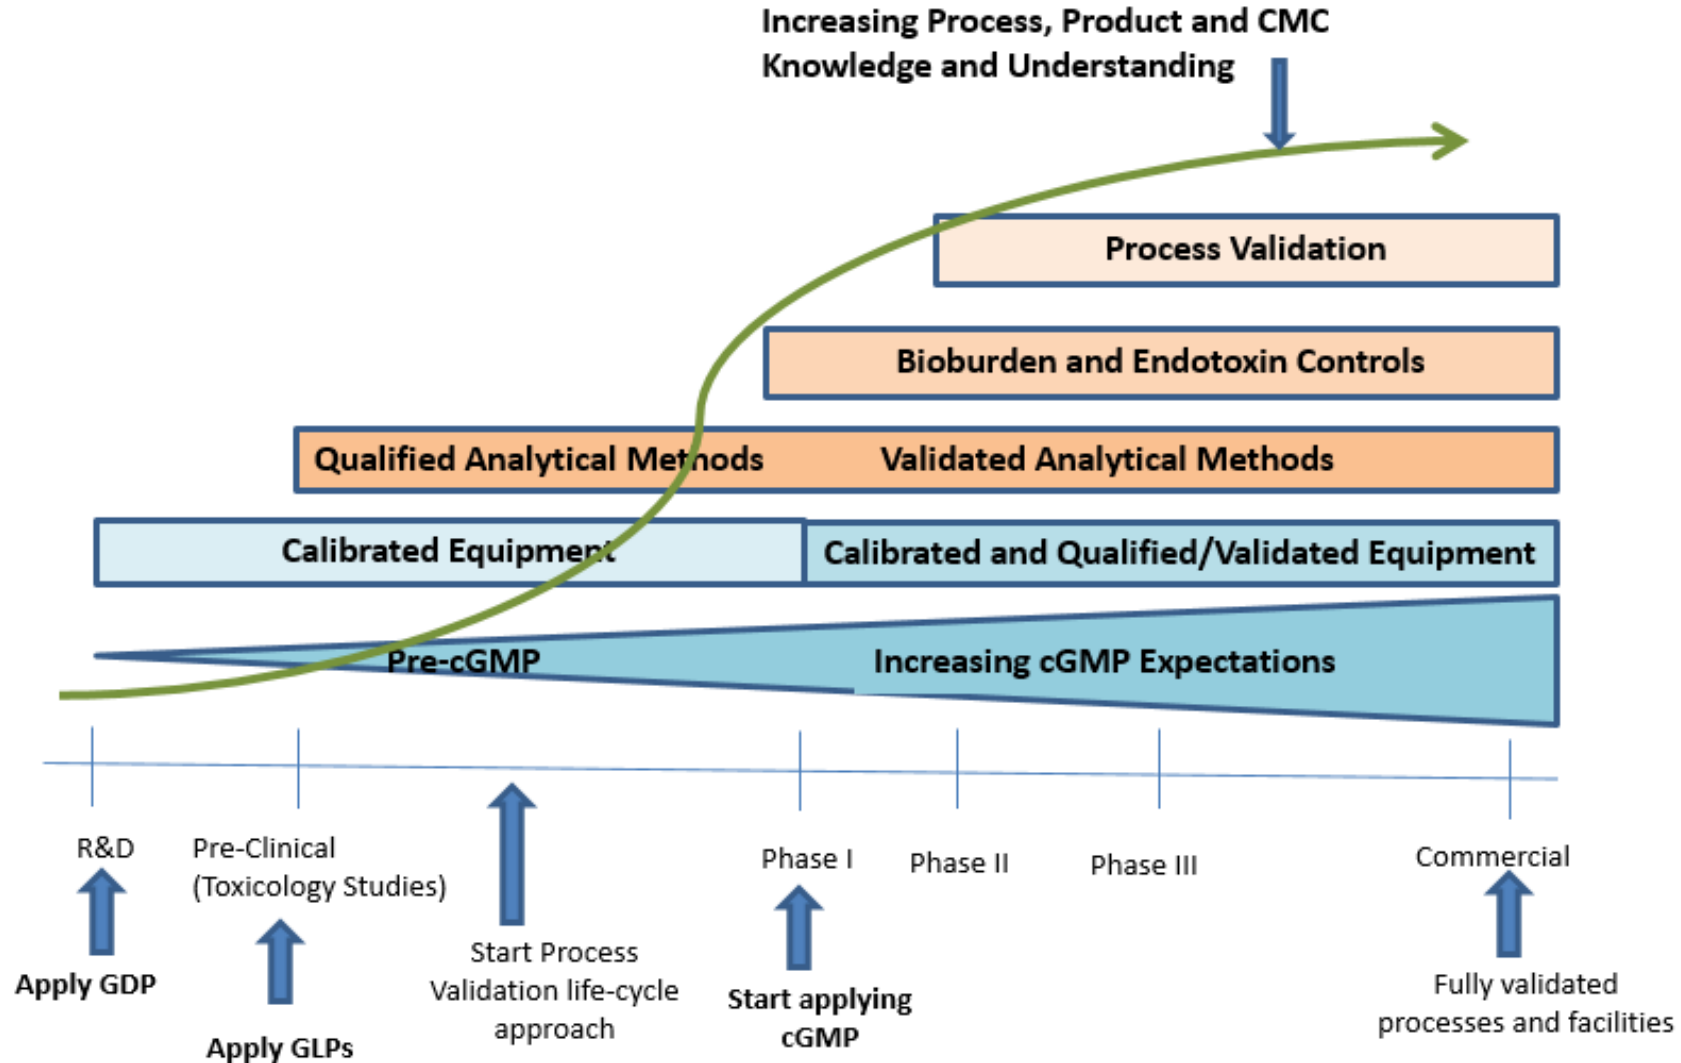 Increasing Process, Product and CMC
Knowledge and Understanding
Process Validation
Bioburden and Endotoxin Controls
Qualified Analytical Methods
Validated Analytical Methods
Calibrated Equipment
Calibrated and Qualified/Validated Equipment
Pre-cGMP
Increasing cGMP Expectations
R&D
Pre-Clinical
(Toxicology Studies)
Phase I
Phase II
Phase III
Commercial
Apply GDP
Apply GLPs
Start Process
Validation life-cycle
approach
Start applying
cGMP
Fully validated
processes and facilities